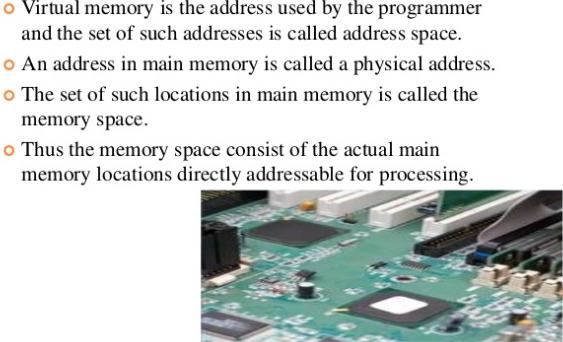 Virtual memory is the address used by the programmer
and the set of such addresses is called address space.
An address in main memory is called a physical address.
The set of such locations in main memory is called the
memory space.
Thus the memory space consist of the actual main
memory locations directly addressable for processing.